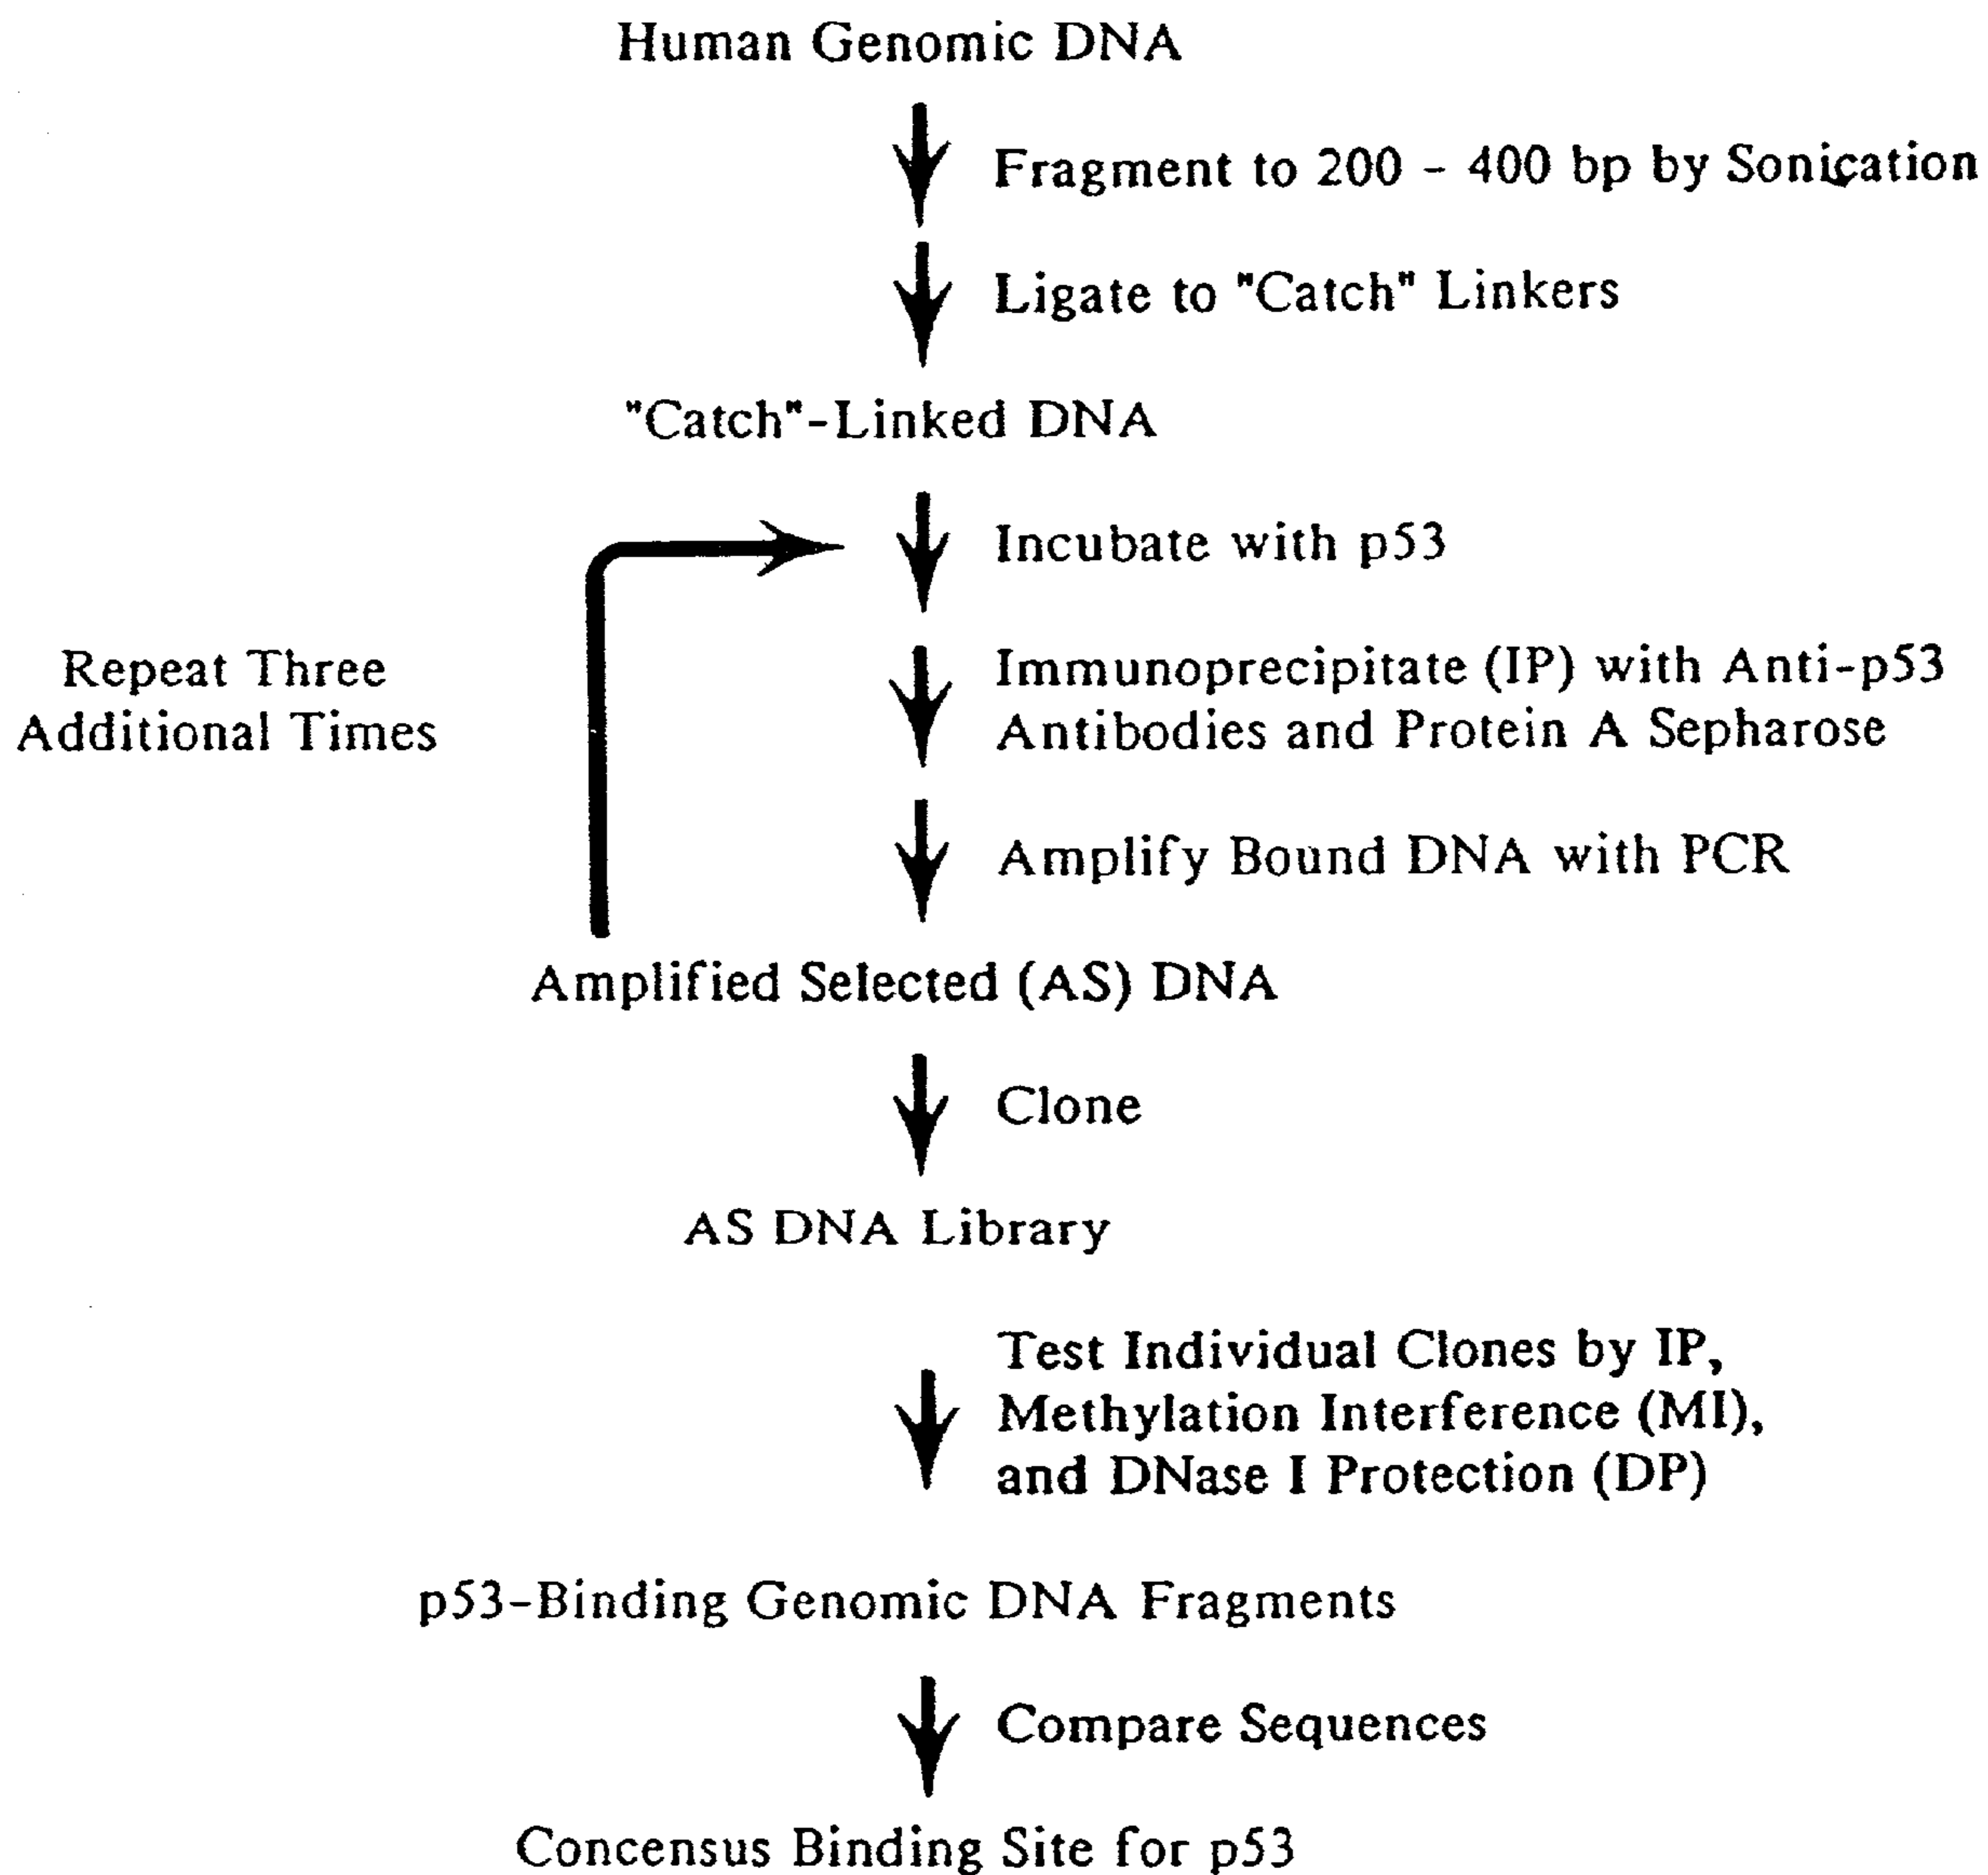 Human Genomic DNA
Fragment to 200 - 400 bp by Sonication
Ligate to "Catch" Linkers
"Catch"-Linked DNA
Incubate with p53
Repeat Three
Additional Times
Immunoprecipitate (IP) with Anti-p53
Antibodies and Protein A Sepharose
Amplify Bound DNA with PCR
Amplified Selected (AS) DNA
Clone
AS DNA Library
Test Individual Clones by IP,
Methylation Interference (MI),
and DNase I Protection (DP)
p53-Binding Genomic DNA Fragments
Compare Sequences
Concensus Binding Site for p53